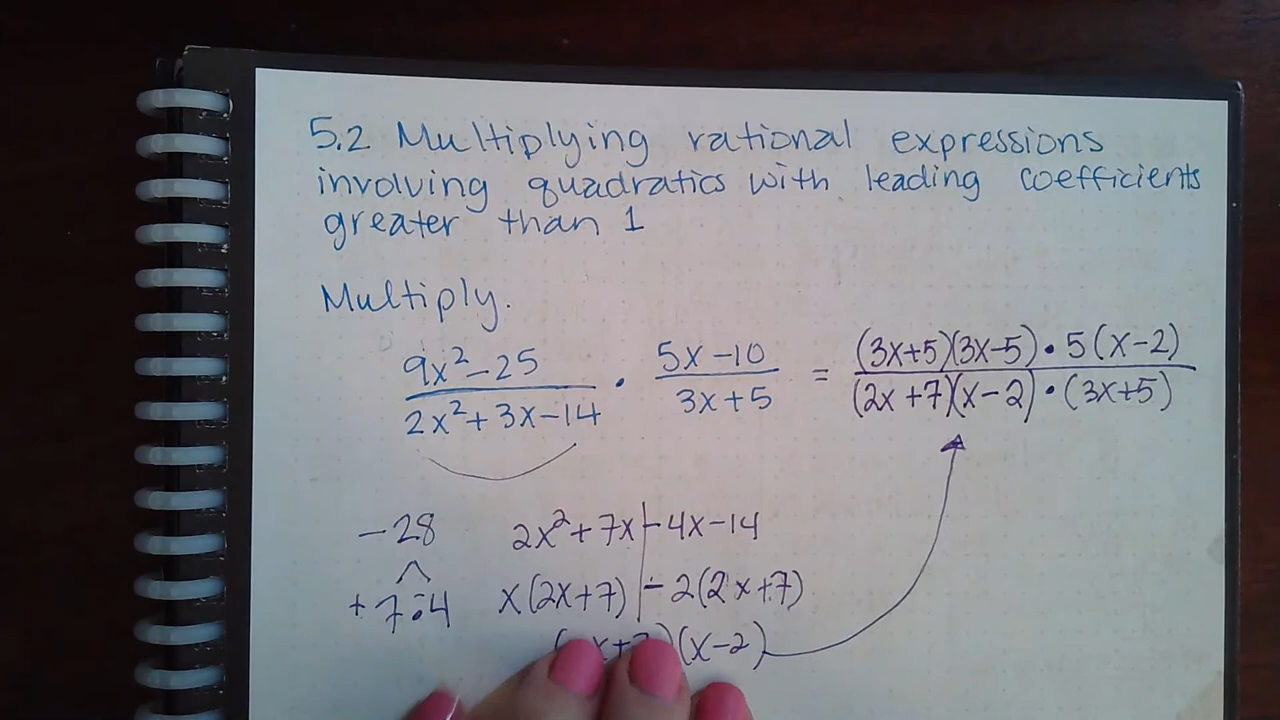 5.2 Multiplying rational expressions
involving quadratics with leading coefficients
greater than 1
Multiply.
9x²-25 / 2x²+3x-14 · 5x-10 / 3x+5 = (3x+5)(3x-5)•5(x-2) / (2x+7)(x-2)•(3x+5)
-28 2x²+7x|-4x-14
+7•-4 x(2x+7)|-2(2x+7)
(x-2)